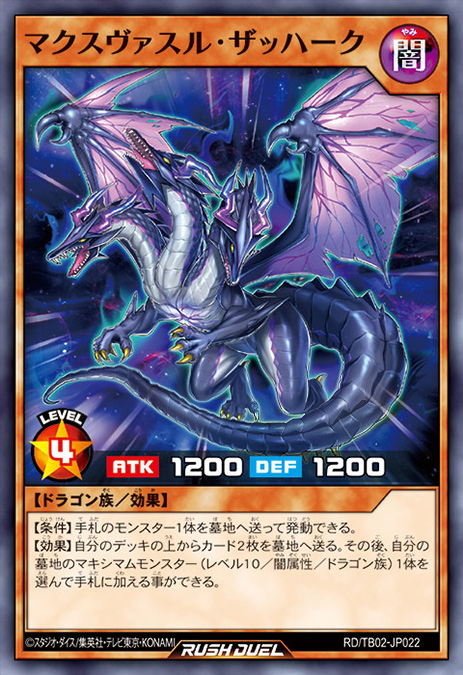 マクスヴァスル・ザッハーク
やみ
闇
LEVEL
4
ATK 1200 DEF 1200
【ドラゴン族／効果】
【条件】手札のモンスター1体を墓地へ送って発動できる。
【効果】自分のデッキの上からカード2枚を墓地へ送る。その後、自分の
墓地のマキシマムモンスター（レベル10／闇属性／ドラゴン族）1体を
選んで手札に加える事ができる。
©スタジオ・ダイス/集英社・テレビ東京・KONAMI
RUSH DUEL
RD/TB02-JP022